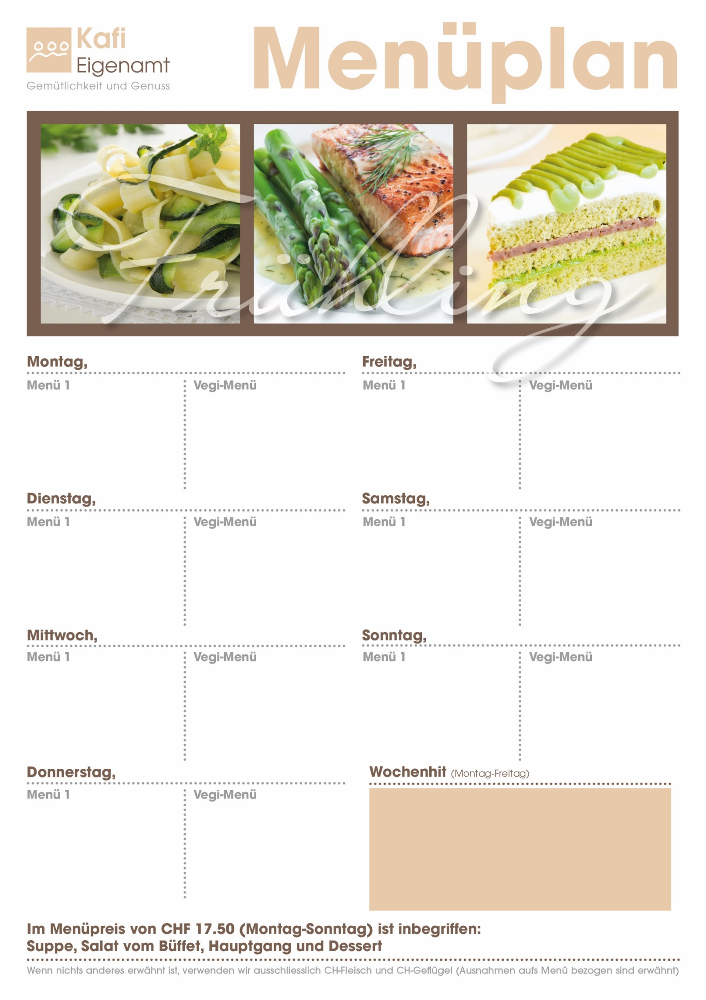 Kafi
Eigenamt
Gemütlichkeit und Genuss
Menüplan
Frühling
Montag,
Menü 1
Vegi-Menü
Dienstag,
Menü 1
Vegi-Menü
Mittwoch,
Menü 1
Vegi-Menü
Donnerstag,
Menü 1
Vegi-Menü
Freitag,
Menü 1
Vegi-Menü
Samstag,
Menü 1
Vegi-Menü
Sonntag,
Menü 1
Vegi-Menü
Wochenhit (Montag-Freitag)
Im Menüpreis von CHF 17.50 (Montag-Sonntag) ist inbegriffen:
Suppe, Salat vom Büffet, Hauptgang und Dessert
Wenn nichts anderes erwähnt ist, verwenden wir ausschliesslich CH-Fleisch und CH-Geflügel (Ausnahmen aufs Menü bezogen sind erwähnt)